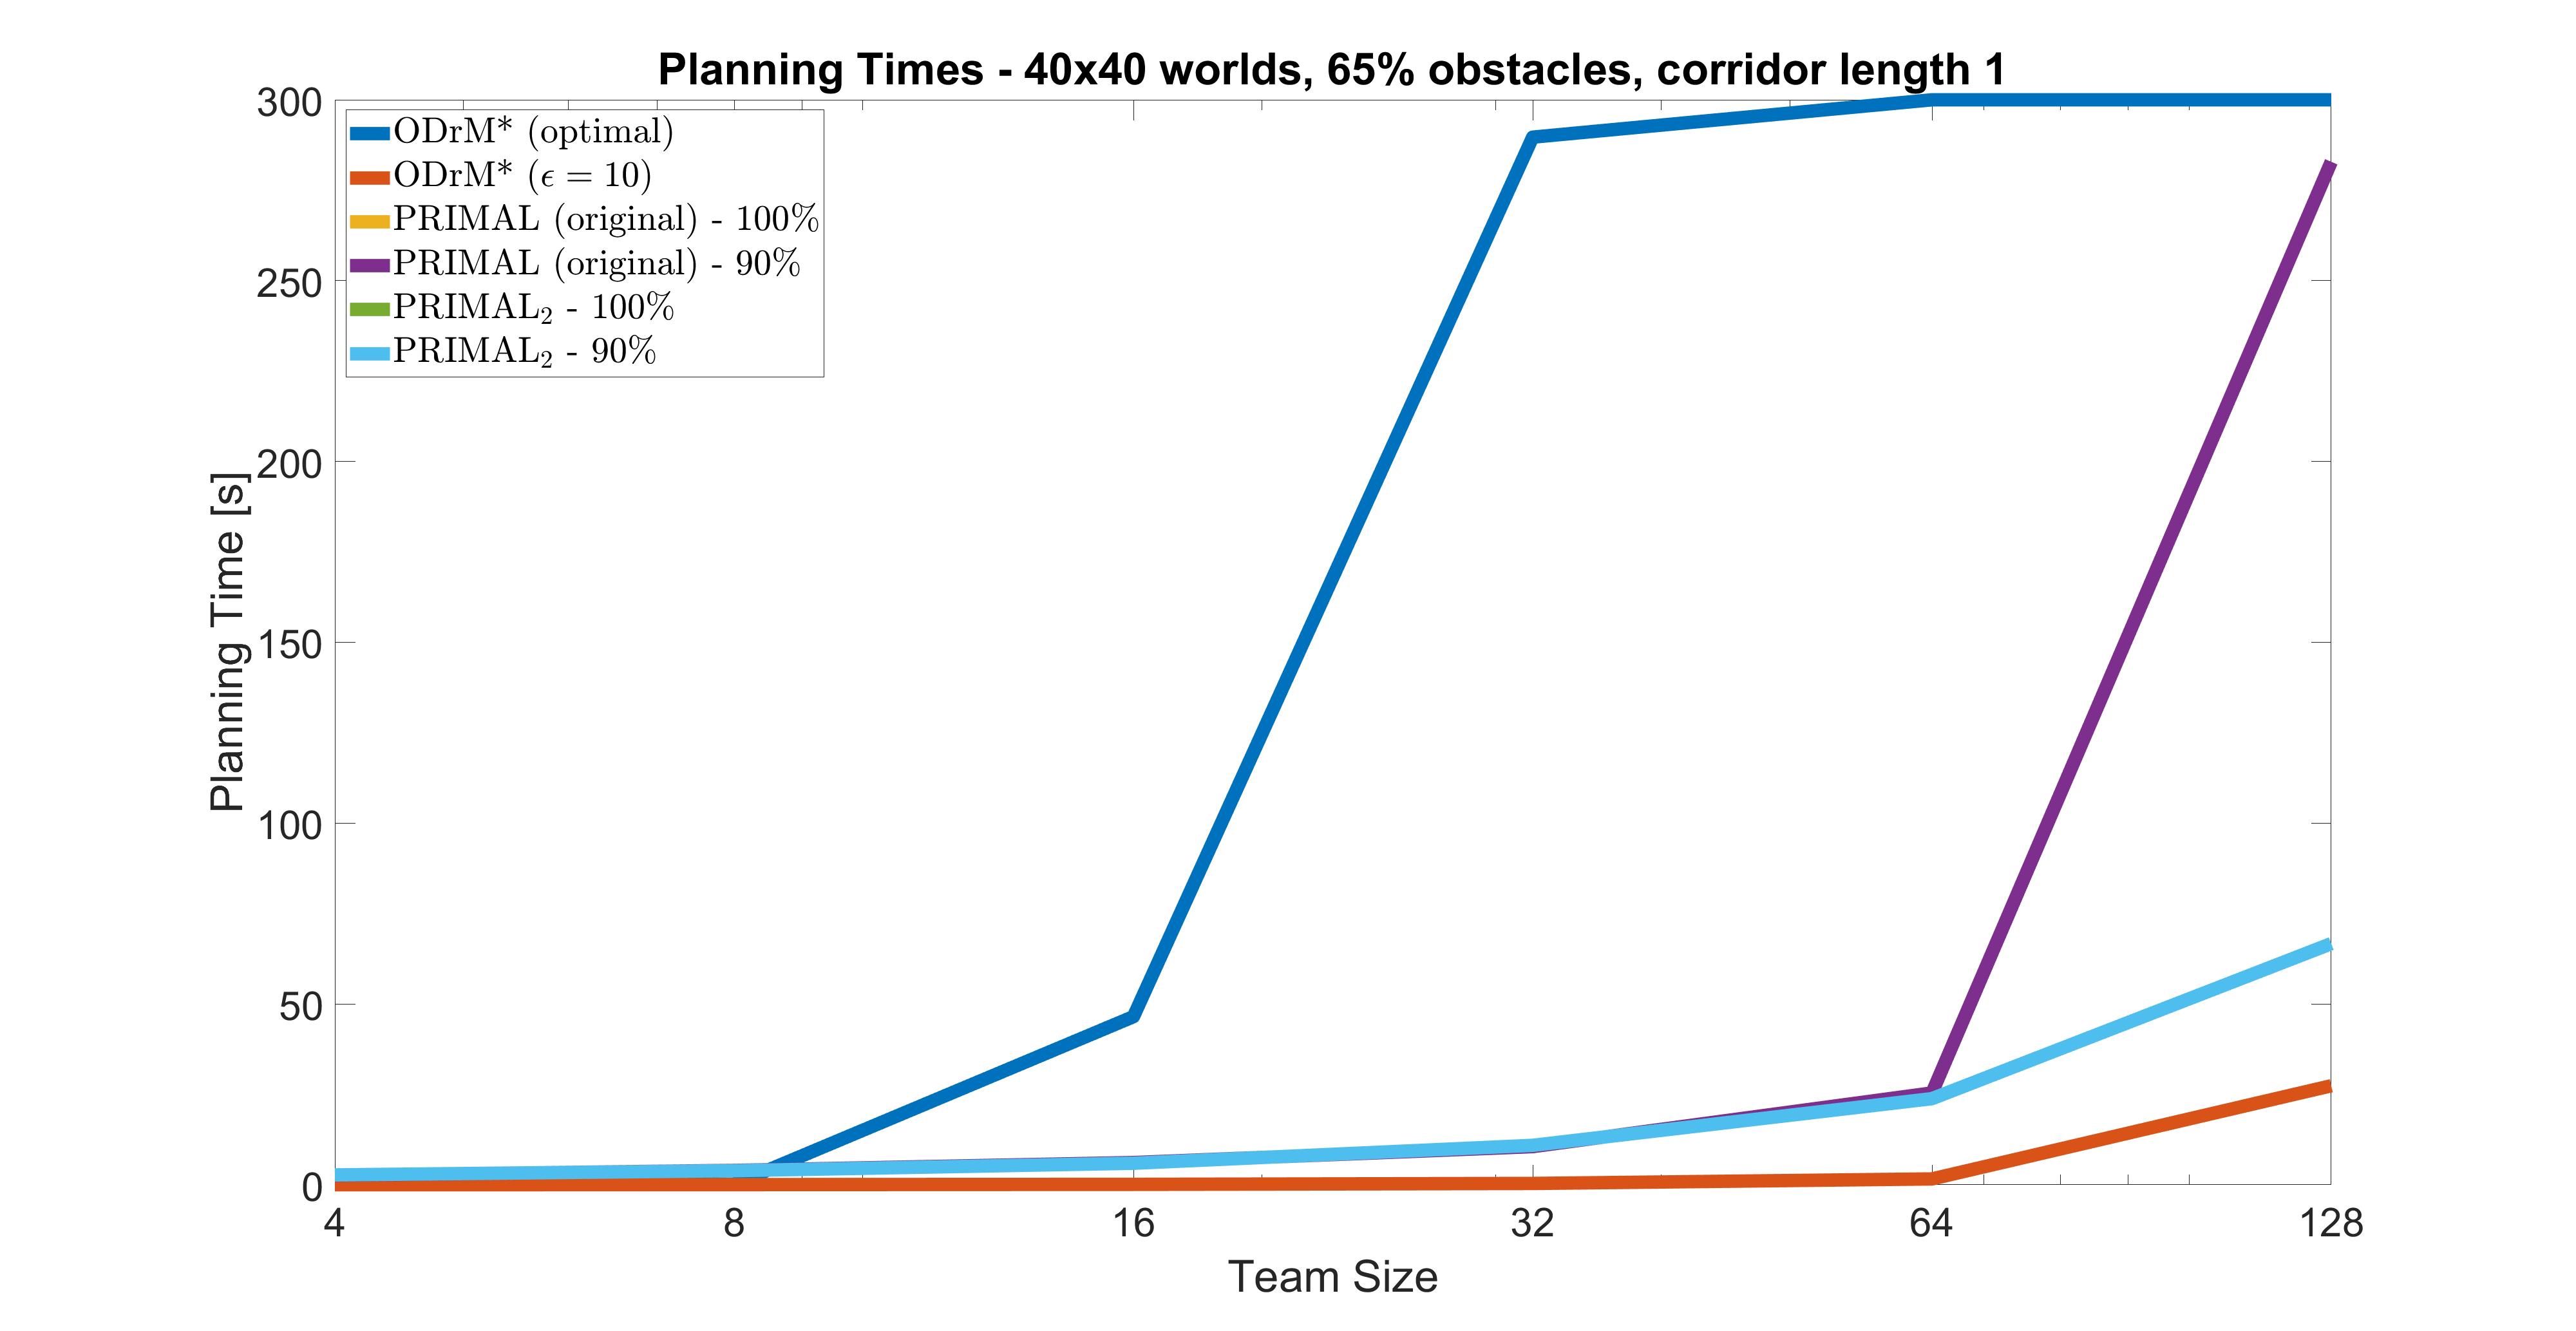 Planning Times - 40x40 worlds, 65% obstacles, corridor length 1
300
250
200
150
100
50
0
Planning Time [s]
ODrM* (optimal)
ODrM* (ϵ = 10)
PRIMAL (original) - 100%
PRIMAL (original) - 90%
PRIMAL₂ - 100%
PRIMAL₂ - 90%
4 8 16 32 64 128
Team Size